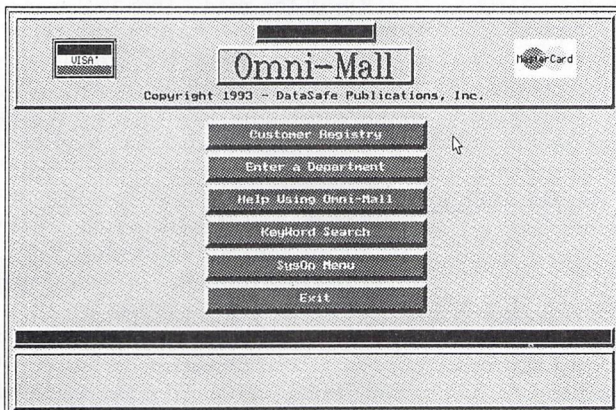 VISA
Omni-Mall
MasterCard
Copyright 1993 - DataSafe Publications, Inc.
Customer Registry
Enter a Department
Help Using Omni-Mall
KeyWord Search
SysOp Menu
Exit